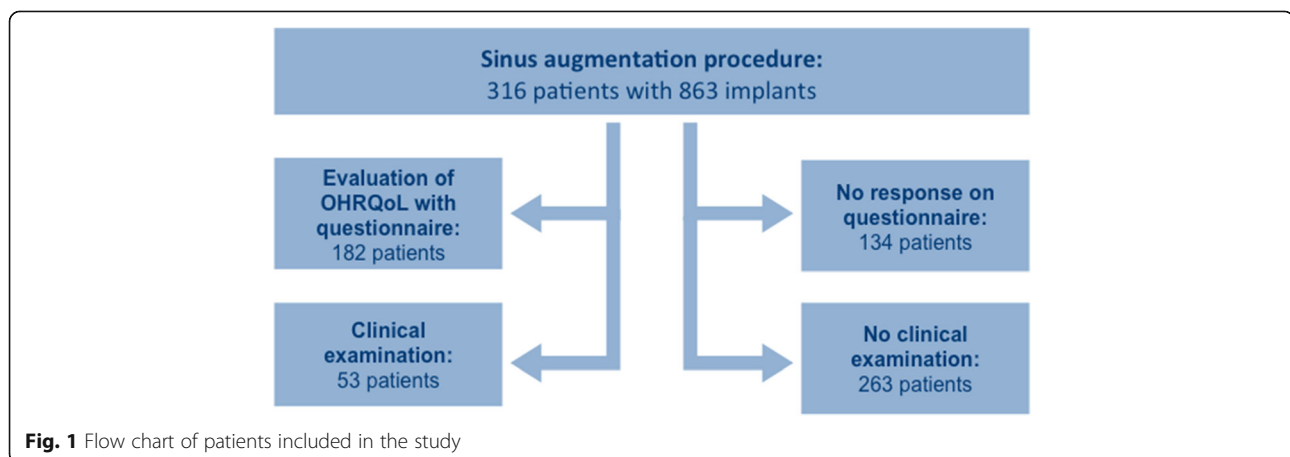 Sinus augmentation procedure:
316 patients with 863 implants
Evaluation of
OHRQoL with
questionnaire:
182 patients
No response on
questionnaire:
134 patients
Clinical
examination:
53 patients
No clinical
examination:
263 patients
Fig. 1 Flow chart of patients included in the study